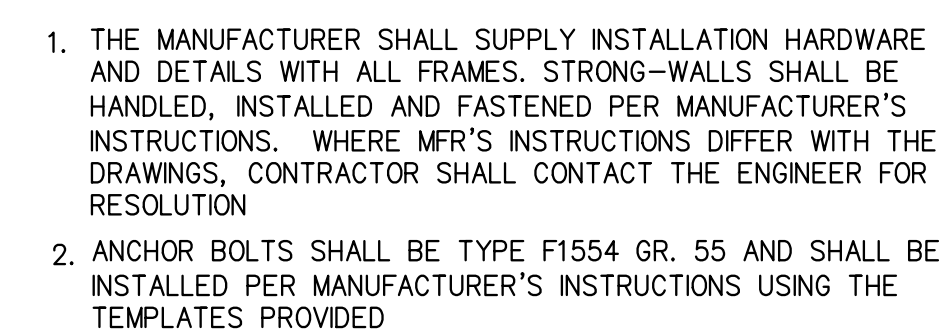 1. THE MANUFACTURER SHALL SUPPLY INSTALLATION HARDWARE
AND DETAILS WITH ALL FRAMES. STRONG-WALLS SHALL BE
HANDLED, INSTALLED AND FASTENED PER MANUFACTURER'S
INSTRUCTIONS. WHERE MFR'S INSTRUCTIONS DIFFER WITH THE
DRAWINGS, CONTRACTOR SHALL CONTACT THE ENGINEER FOR
RESOLUTION
2. ANCHOR BOLTS SHALL BE TYPE F1554 GR. 55 AND SHALL BE
INSTALLED PER MANUFACTURER'S INSTRUCTIONS USING THE
TEMPLATES PROVIDED